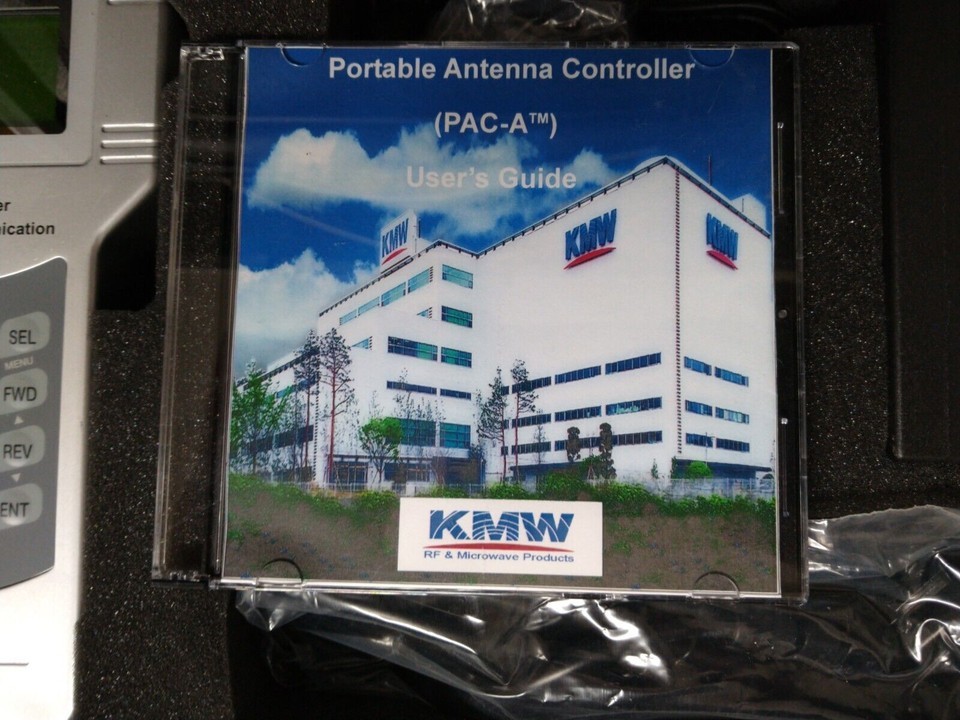 Portable Antenna Controller
(PAC-A™)
User's Guide
KMW
KMW
KMW
KMW
RF & Microwave Products
er
ication
SEL
MENU
FWD
REV
ENT